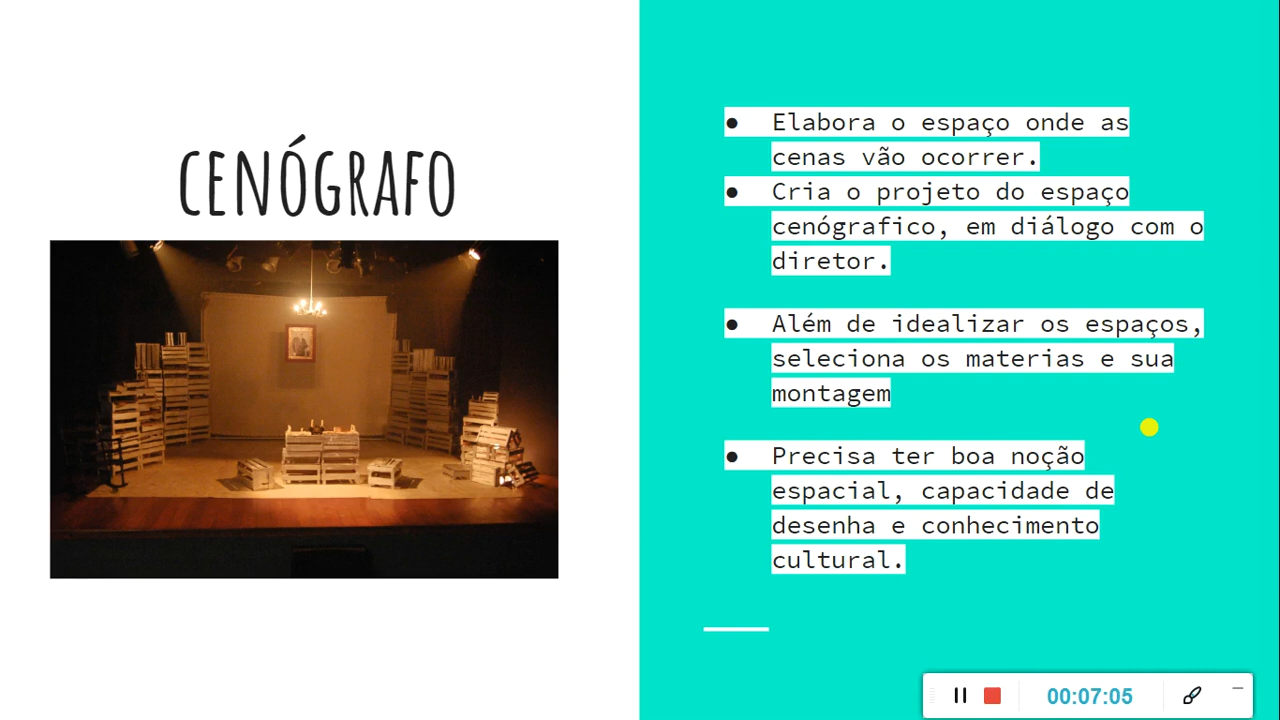 CENÓGRAFO
● Elabora o espaço onde as
cenas vão ocorrer.
● Cria o projeto do espaço
cenógrafico, em diálogo com o
diretor.
● Além de idealizar os espaços,
seleciona os materias e sua
montagem
● Precisa ter boa noção
espacial, capacidade de
desenha e conhecimento
cultural.
00:07:05